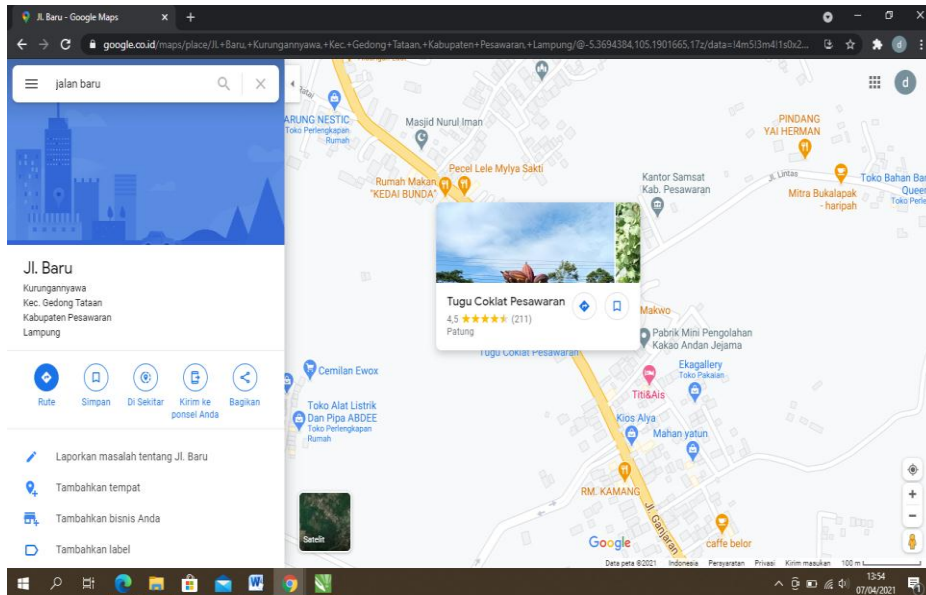 Jl. Baru - Google Maps
google.co.id/maps/place/Jl.+Baru,+Kurungannyawa,+Kec.+Gedong+Tataan,+Kabupaten+Pesawaran,+Lampung/@-5.3694384,105.1901665,17z/data=!4m5!3m4!1s0x2...
d
jalan baru
Jl. Baru
Kurungannyawa
Kec. Gedong Tataan
Kabupaten Pesawaran
Lampung
Rute
Simpan
Di Sekitar
Kirim ke
ponsel Anda
Bagikan
Laporkan masalah tentang Jl. Baru
Tambahkan tempat
Tambahkan bisnis Anda
Tambahkan label
d
ARUNG NESTIC
Toko Perlengkapan
Rumah
Masjid Nurul Iman
PINDANG
YAI HERMAN
Pecel Lele Mylya Sakti
Rumah Makan
"KEDAI BUNDA"
Kantor Samsat
Kab. Pesawaran
Jl. Lintas
Mitra Bukalapak
- haripah
Toko Bahan Ba
Queen
Toko Perle
Tugu Coklat Pesawaran
4,5 (211)
Patung
Makwo
Pabrik Mini Pengolahan
Kakao Andan Jejama
Tugu Coklat Pesawaran
Ekagallery
Toko Pakaian
Cemilan Ewox
Titi&Ais
Toko Alat Listrik
Dan Pipa ABDEE
Toko Perlengkapan
Rumah
Kios Alya
Mahan yatun
RM. KAMANG
Jl. Ganjaran
caffe belor
Satelit
Google
Data peta ©2021 Indonesia Persyaratan Privasi Kirim masukan 100 m
13:54
07/04/2021